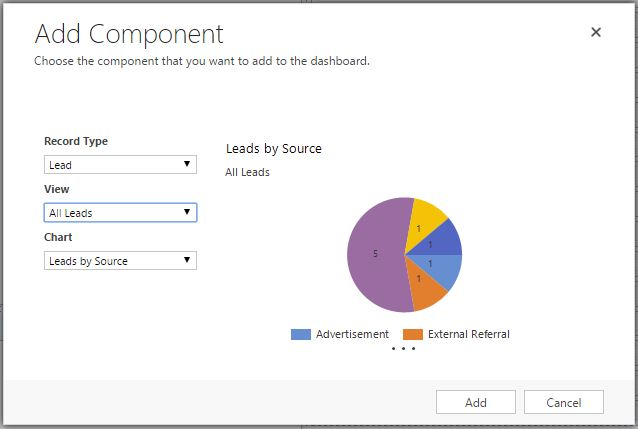 Add Component
Choose the component that you want to add to the dashboard.
Record Type
Lead
View
All Leads
Chart
Leads by Source
Leads by Source
All Leads
1
5
1
1
1
Advertisement
External Referral
Add
Cancel